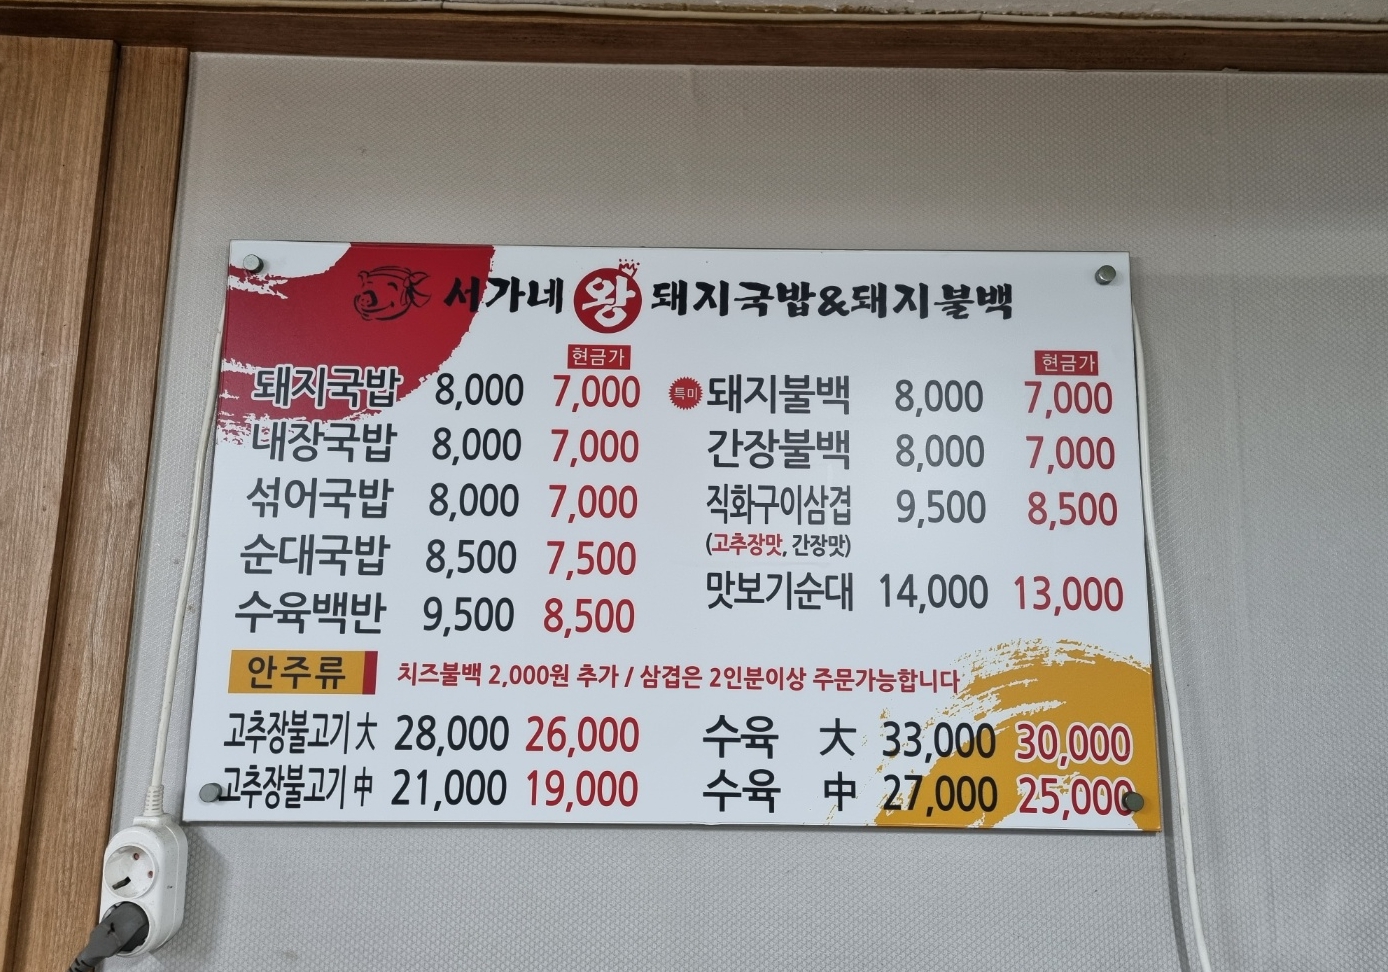 서가네 왕 돼지국밥&돼지불백
현금가
돼지국밥 8,000 7,000
내장국밥 8,000 7,000
섞어국밥 8,000 7,000
순대국밥 8,500 7,500
수육백반 9,500 8,500
현금가
특미 돼지불백 8,000 7,000
간장불백 8,000 7,000
직화구이삼겹 9,500 8,500
(고추장맛, 간장맛)
맛보기순대 14,000 13,000
안주류 치즈불백 2,000원 추가 / 삼겹은 2인분이상 주문가능합니다
고추장불고기 大 28,000 26,000
고추장불고기 中 21,000 19,000
수육 大 33,000 30,000
수육 中 27,000 25,000